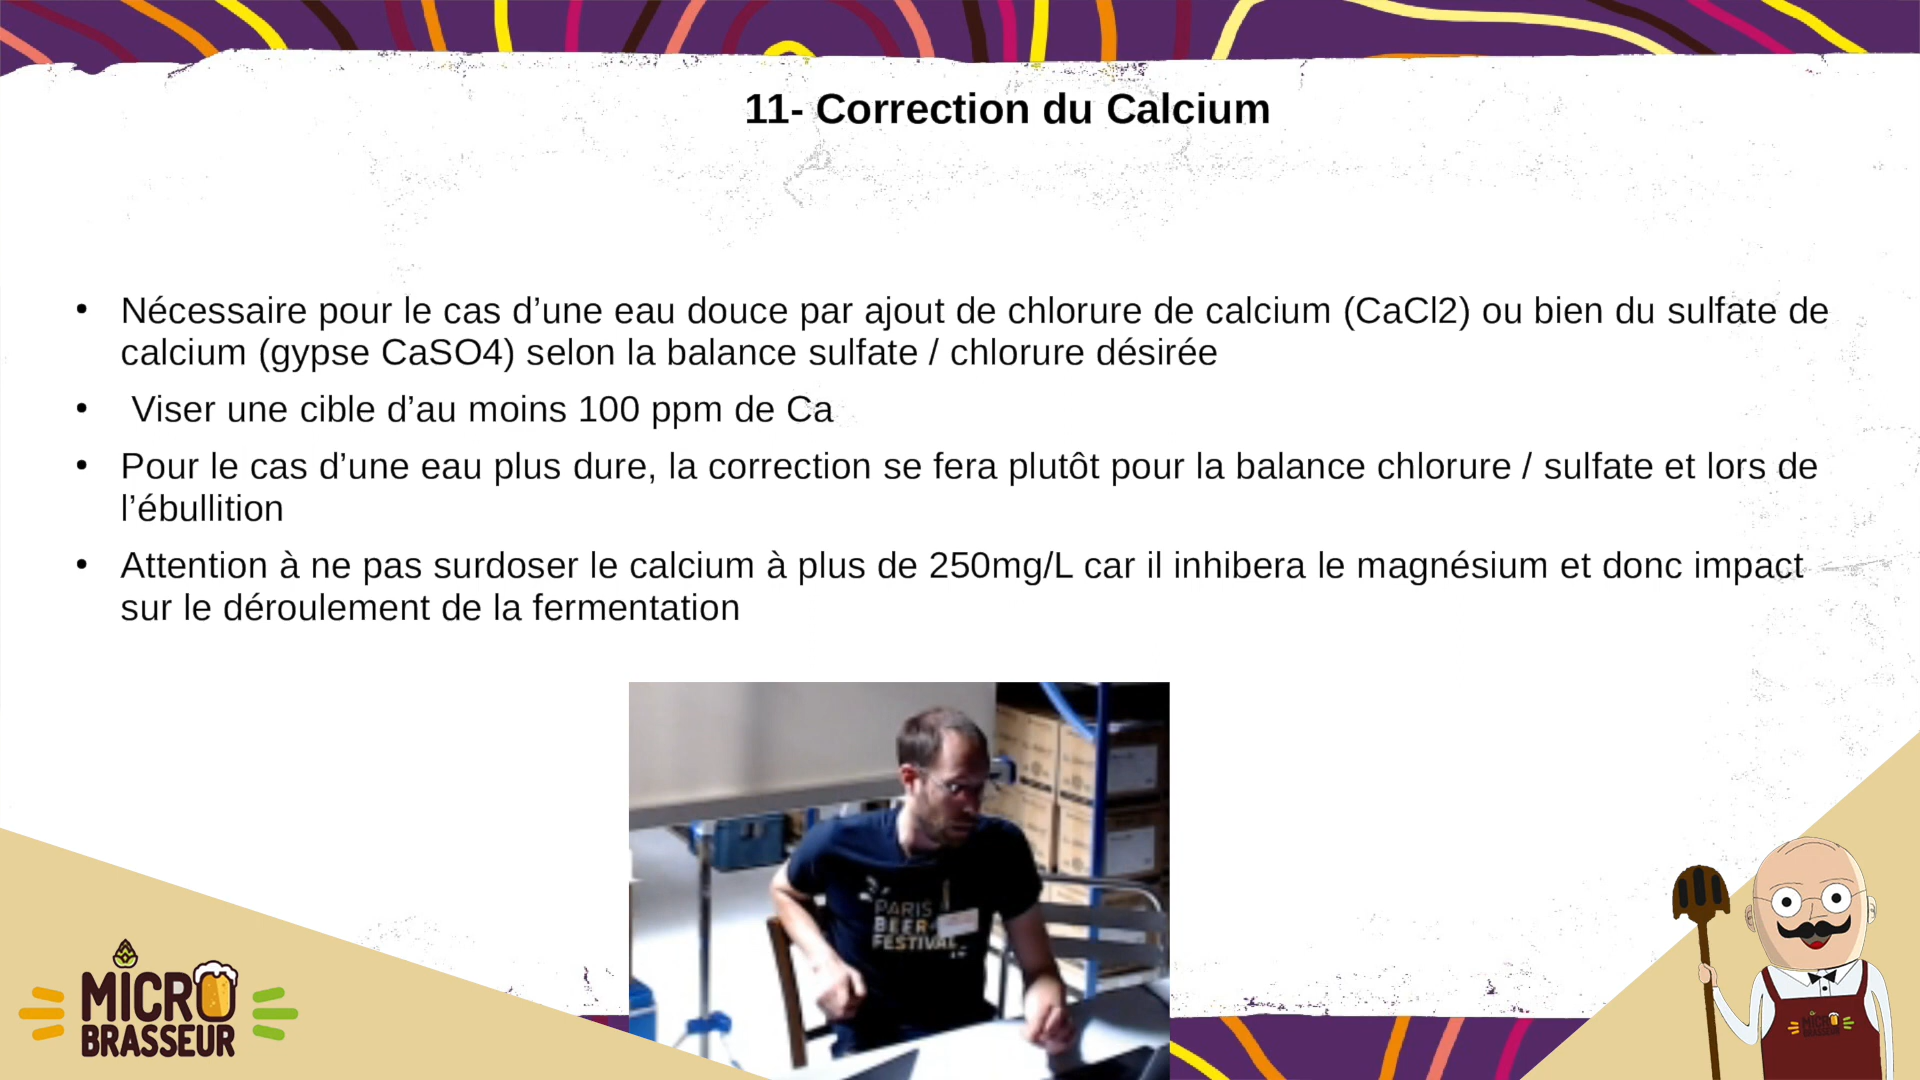 11- Correction du Calcium
• Nécessaire pour le cas d’une eau douce par ajout de chlorure de calcium (CaCl2) ou bien du sulfate de
calcium (gypse CaSO4) selon la balance sulfate / chlorure désirée
• Viser une cible d’au moins 100 ppm de Ca
• Pour le cas d’une eau plus dure, la correction se fera plutôt pour la balance chlorure / sulfate et lors de
l’ébullition
• Attention à ne pas surdoser le calcium à plus de 250mg/L car il inhibera le magnésium et donc impact
sur le déroulement de la fermentation
PARIS
BEER
FESTIVAL
MICRO
BRASSEUR